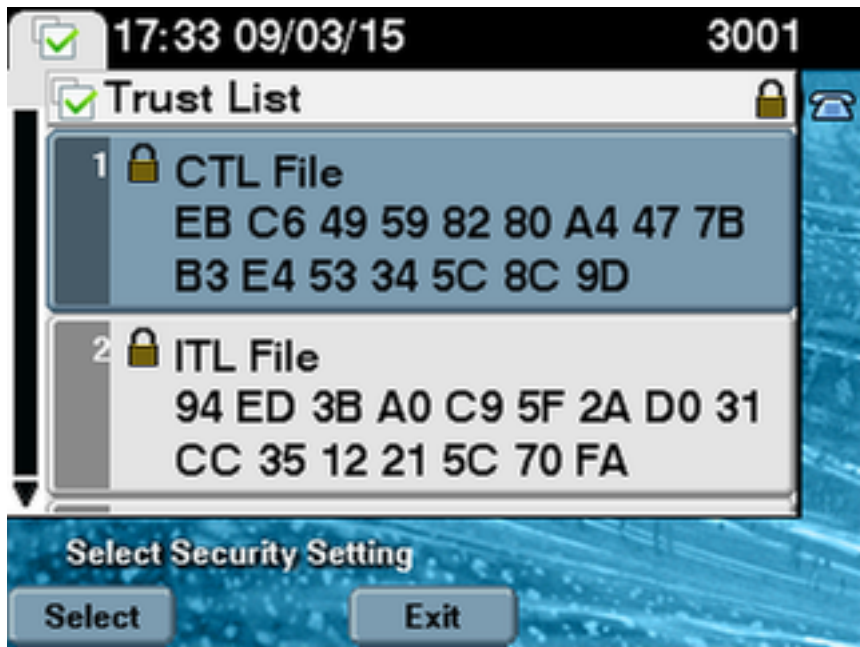 17:33 09/03/15 3001
Trust List
1 CTL File
EB C6 49 59 82 80 A4 47 7B
B3 E4 53 34 5C 8C 9D
2 ITL File
94 ED 3B A0 C9 5F 2A D0 31
CC 35 12 21 5C 70 FA
Select Security Setting
Select Exit